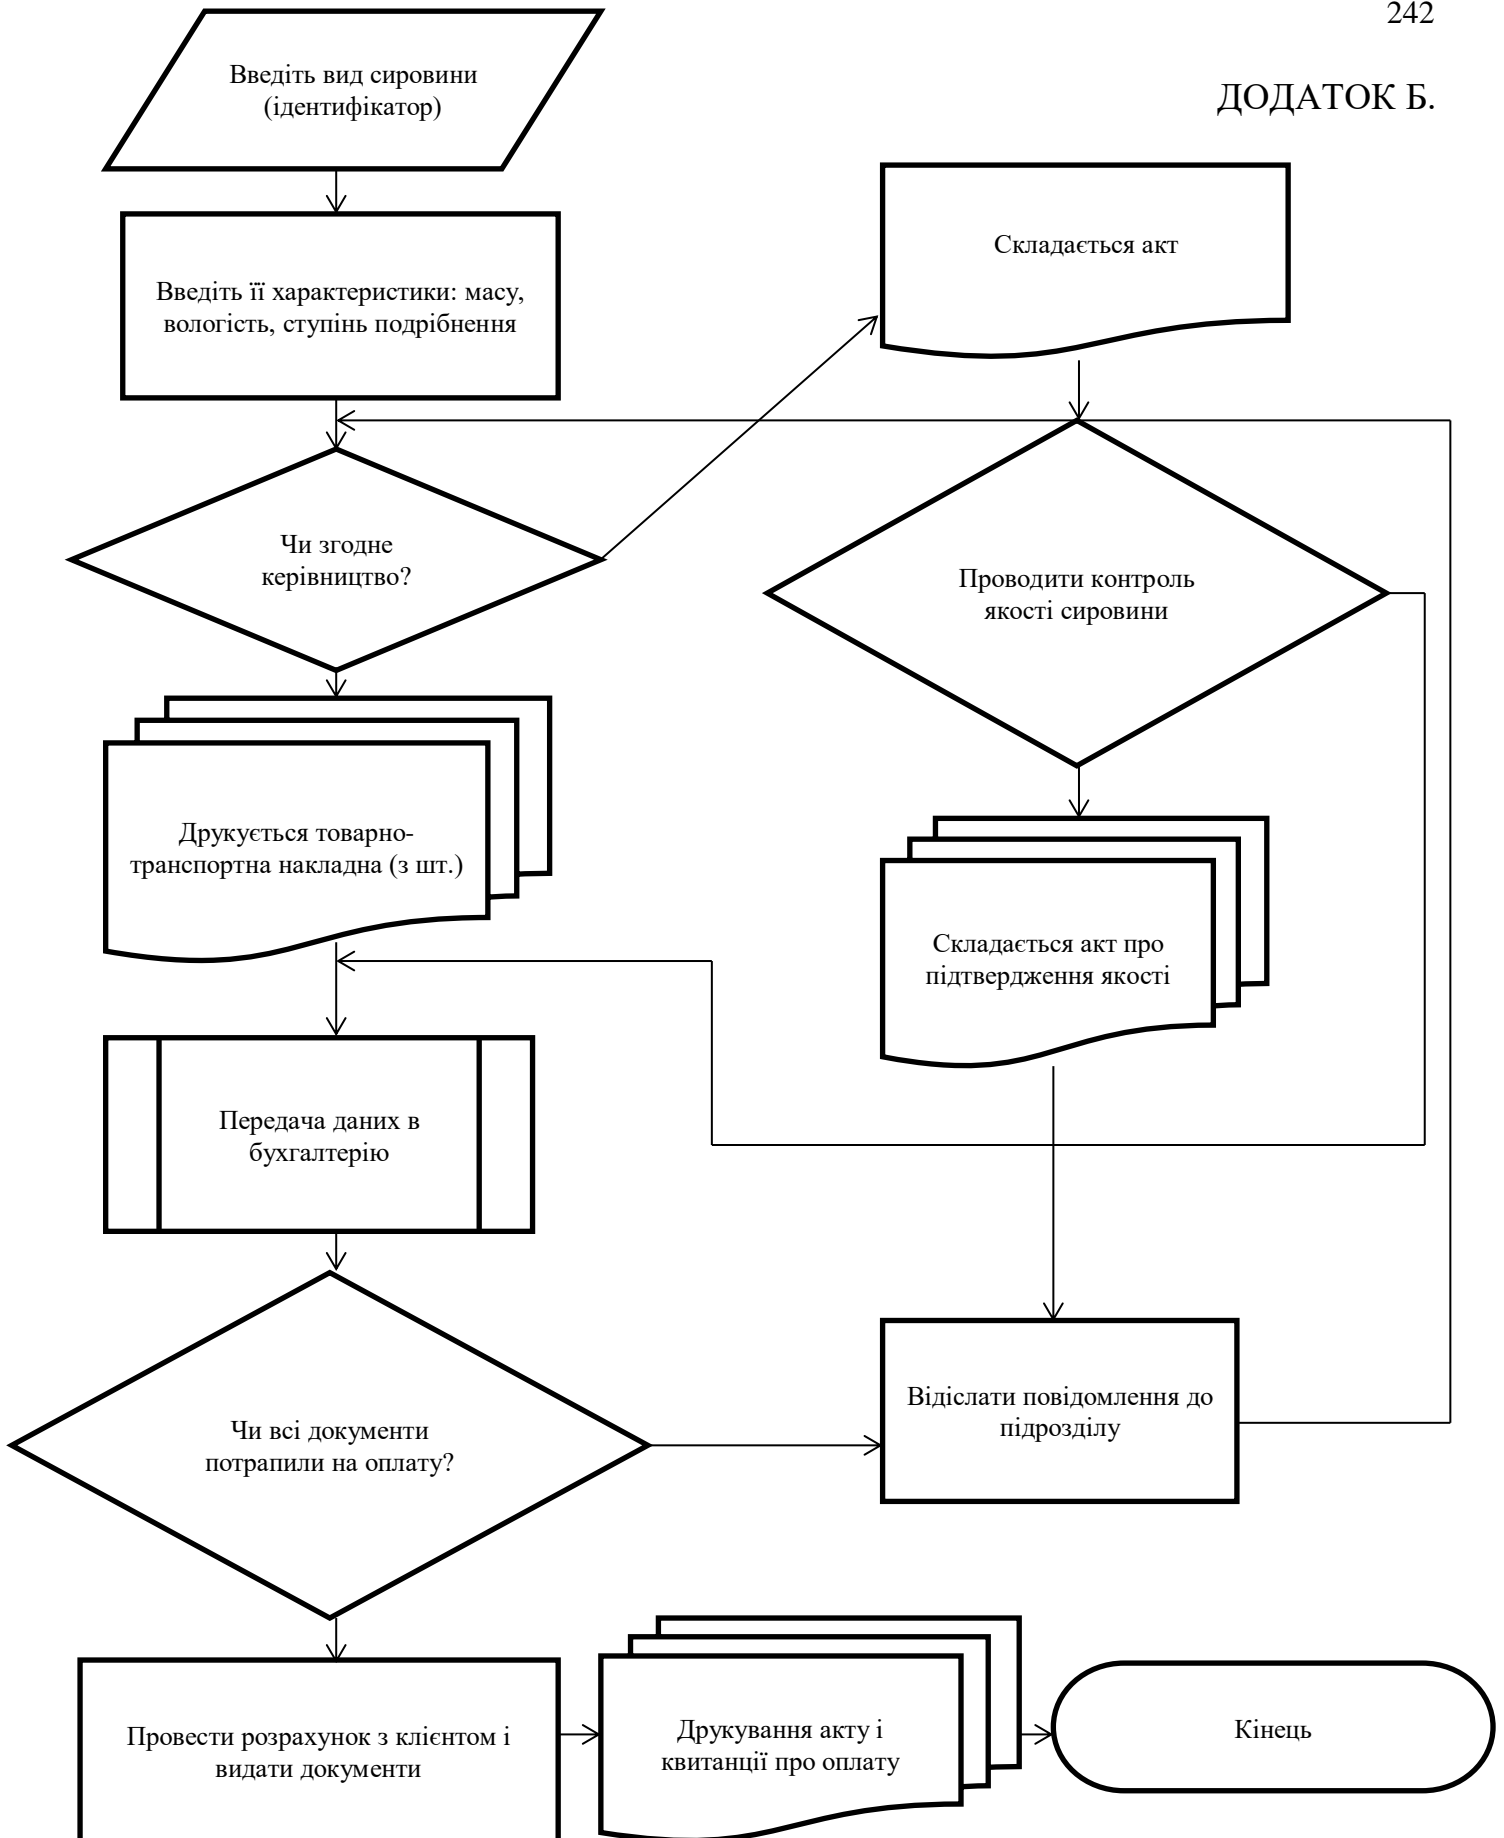 242
ДОДАТОК Б.
Введіть вид сировини
(ідентифікатор)
Введіть її характеристики: масу,
вологість, ступінь подрібнення
Складається акт
Чи згодне
керівництво?
Проводити контроль
якості сировини
Друкується товарно-
транспортна накладна (з шт.)
Складається акт про
підтвердження якості
Передача даних в
бухгалтерію
Чи всі документи
потрапили на оплату?
Відіслати повідомлення до
підрозділу
Провести розрахунок з клієнтом і
видати документи
Друкування акту і
квитанції про оплату
Кінець